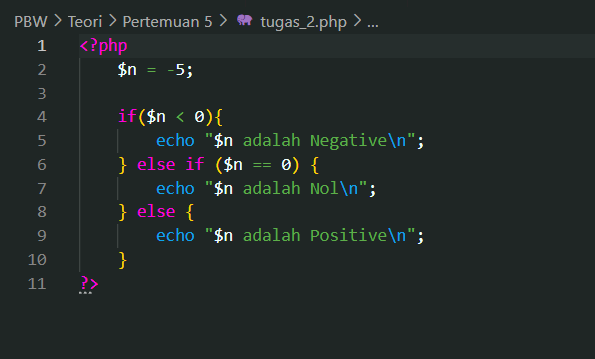 PBW > Teori > Pertemuan 5 > tugas_2.php > ...
1 <?php
2 $n = -5;
3
4 if($n < 0){
5 echo "$n adalah Negative\n";
6 } else if ($n == 0) {
7 echo "$n adalah Nol\n";
8 } else {
9 echo "$n adalah Positive\n";
10 }
11 ?>